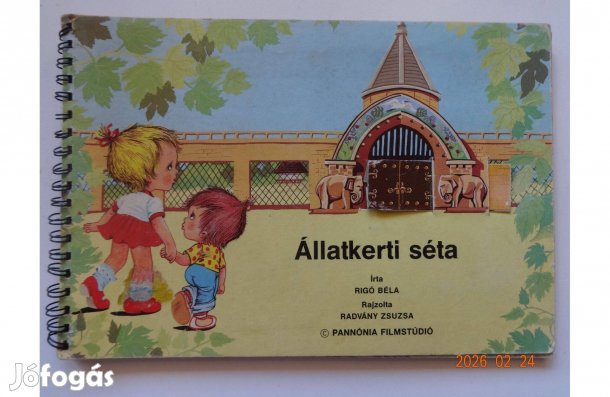 Állatkerti séta
Írta
RIGÓ BÉLA
Rajzolta
RADVÁNY ZSUZSA
© PANNÓNIA FILMSTÚDIÓ
2026 02 24
Jófogás